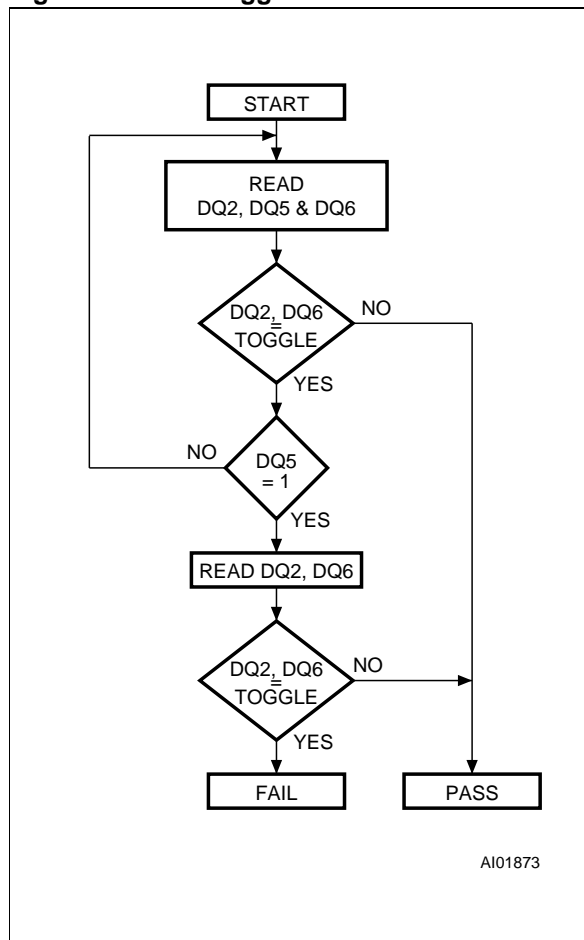 START
READ
DQ2, DQ5 & DQ6
DQ2, DQ6
=
TOGGLE
NO
YES
NO
DQ5
= 1
YES
READ DQ2, DQ6
DQ2, DQ6
=
TOGGLE
NO
YES
FAIL
PASS
AI01873